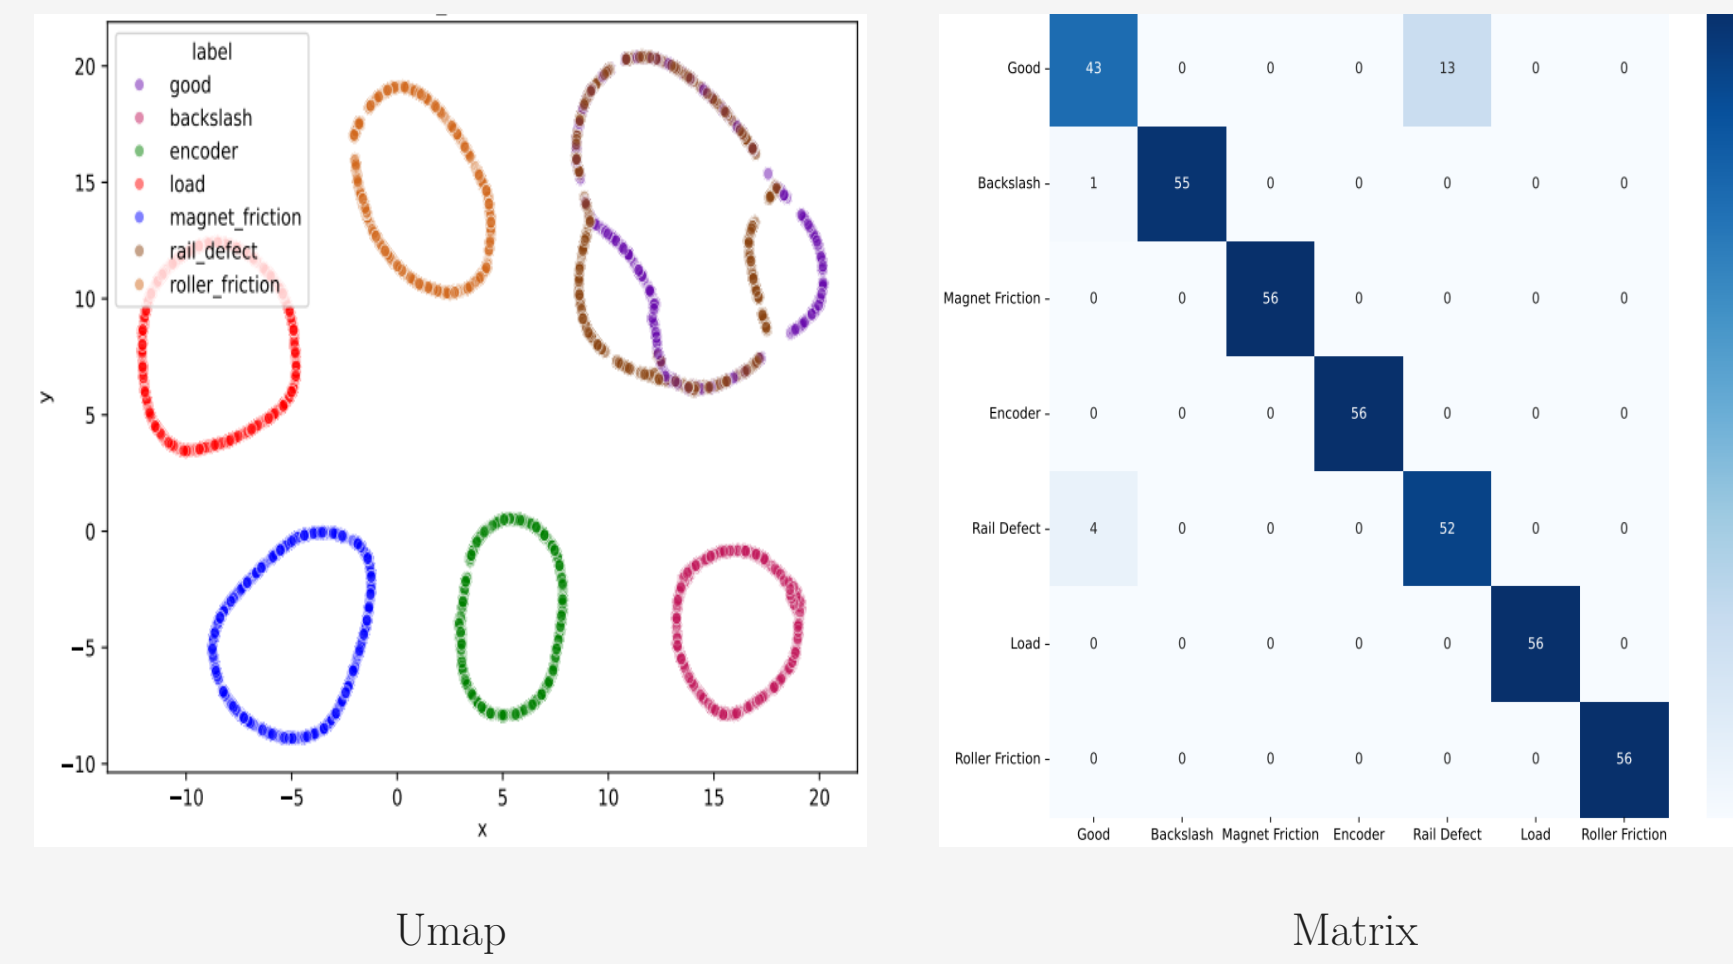 label
good
backslash
encoder
load
magnet_friction
rail_defect
roller_friction
20
15
10
5
0
−5
−10
y
−10 −5 0 5 10 15 20
x
Umap
Good 43 0 0 0 13 0 0
Backslash 1 55 0 0 0 0 0
Magnet Friction 0 0 56 0 0 0 0
Encoder 0 0 0 56 0 0 0
Rail Defect 4 0 0 0 52 0 0
Load 0 0 0 0 0 56 0
Roller Friction 0 0 0 0 0 0 56
Good Backslash Magnet Friction Encoder Rail Defect Load Roller Friction
Matrix